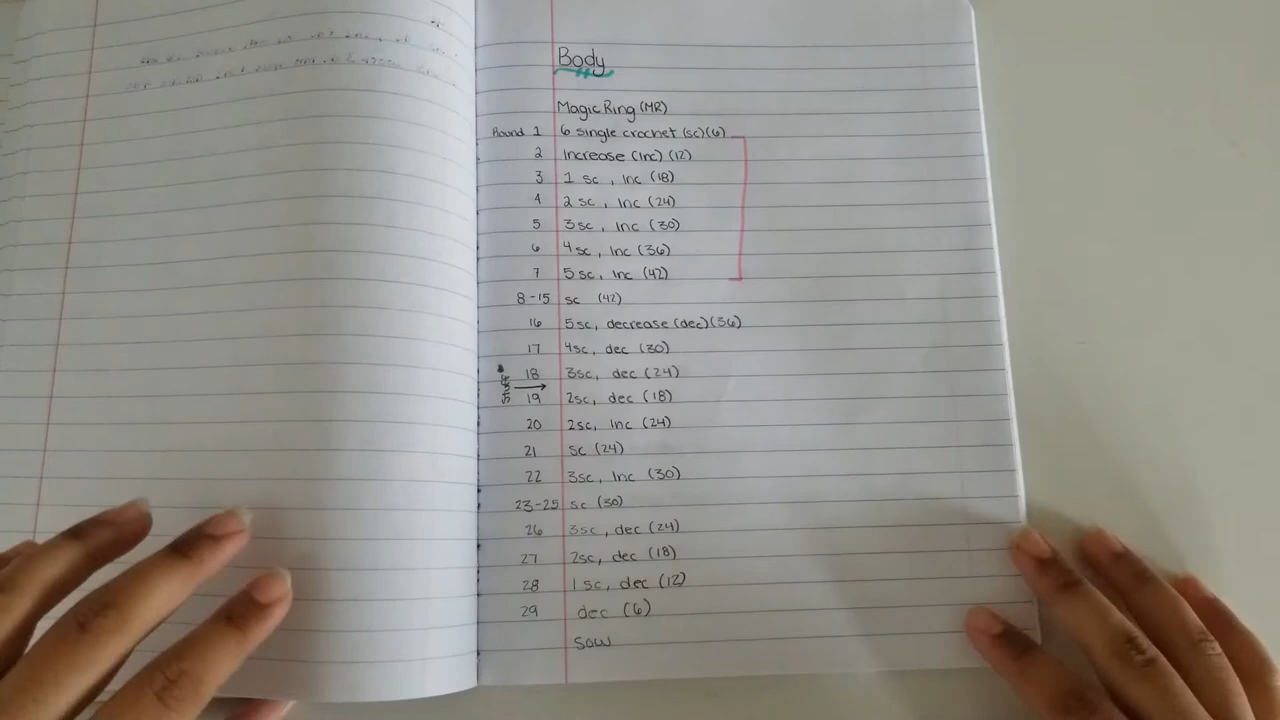 Body
Magic Ring (MR)
Round 1 6 single crochet (sc)(6)
2 Increase (Inc) (12)
3 1 sc, Inc (18)
4 2 sc, Inc (24)
5 3sc, Inc (30)
6 4sc, Inc (36)
7 5 sc, Inc (42)
8-15 sc (42)
16 5sc, decrease (dec)(36)
17 4sc, dec (30)
18 3sc, dec (24)
19 2sc, dec (18)
20 2sc, Inc (24)
21 sc (24)
22 3sc, Inc (30)
23-25 sc (30)
26 3sc, dec (24)
27 2sc, dec (18)
28 1 sc, dec (12)
29 dec (6)
sow